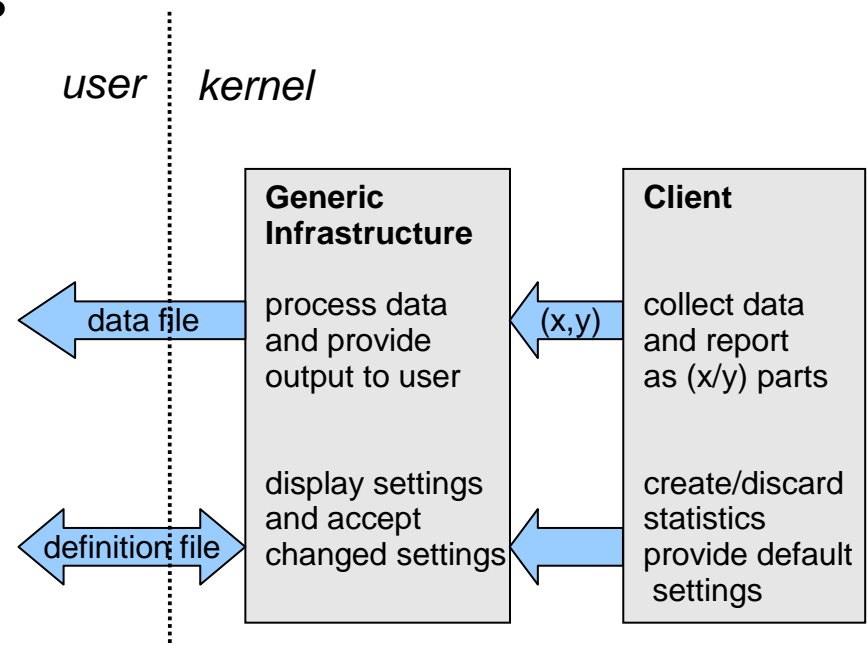 user
kernel
Generic
Infrastructure
process data
and provide
output to user
display settings
and accept
changed settings
Client
collect data
and report
as (x/y) parts
create/discard
statistics
provide default
settings
data file
(x,y)
definition file